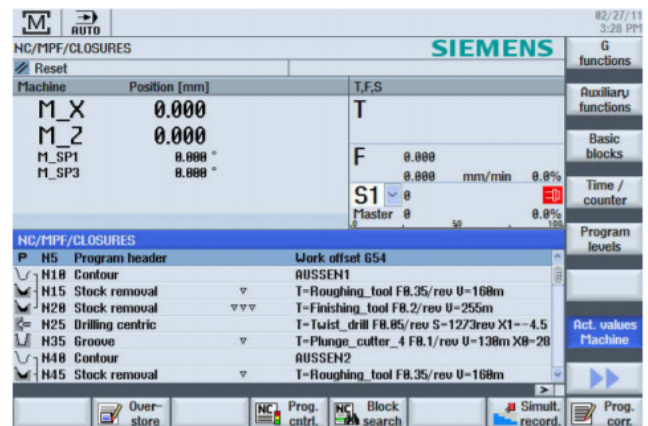 M
AUTO
02/27/11
3:28 PM
NC/MPF/CLOSURES
SIEMENS
G functions
Reset
Machine Position [mm]
T,F,S
M_X 0.000
T
Auxiliary functions
M_Z 0.000
M_SP1 0.000 °
Basic blocks
M_SP3 0.000 °
F 0.000
0.000 mm/min 0.0%
S1 0
Time / counter
Master 0 0.0%
0 50 100
NC/MPF/CLOSURES
Program levels
P N5 Program header Work offset G54
N10 Contour AUSSEN1
N15 Stock removal ▿ T=Roughing_tool F0.35/rev V=160m
N20 Stock removal ▿▿▿ T=Finishing_tool F0.2/rev V=255m
N25 Drilling centric T=Twist_drill F0.05/rev S=1273rev X1=-4.5
Act. values Machine
N35 Groove ▿ T=Plunge_cutter_4 F0.1/rev V=130m X0=28
N40 Contour AUSSEN2
N45 Stock removal ▿ T=Roughing_tool F0.35/rev V=160m
Over-
store
NC Prog. cntrl.
NC Block search
Simult. record.
Prog. corr.